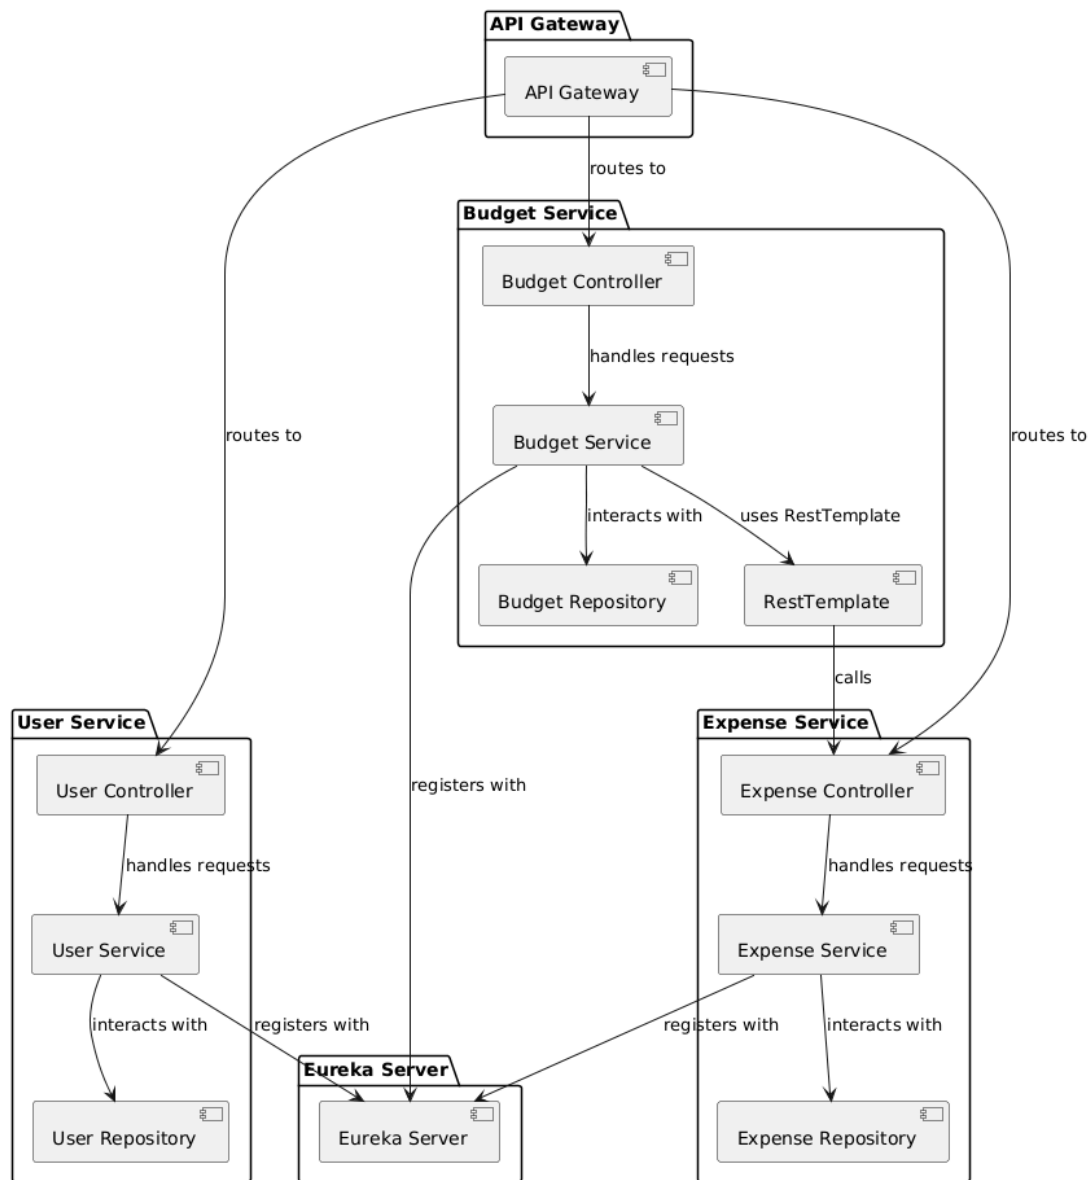 API Gateway
API Gateway
routes to
Budget Service
Budget Controller
handles requests
routes to
routes to
Budget Service
interacts with
uses RestTemplate
Budget Repository
RestTemplate
calls
User Service
Expense Service
User Controller
registers with
Expense Controller
handles requests
handles requests
User Service
Expense Service
interacts with
registers with
registers with
interacts with
Eureka Server
User Repository
Eureka Server
Expense Repository